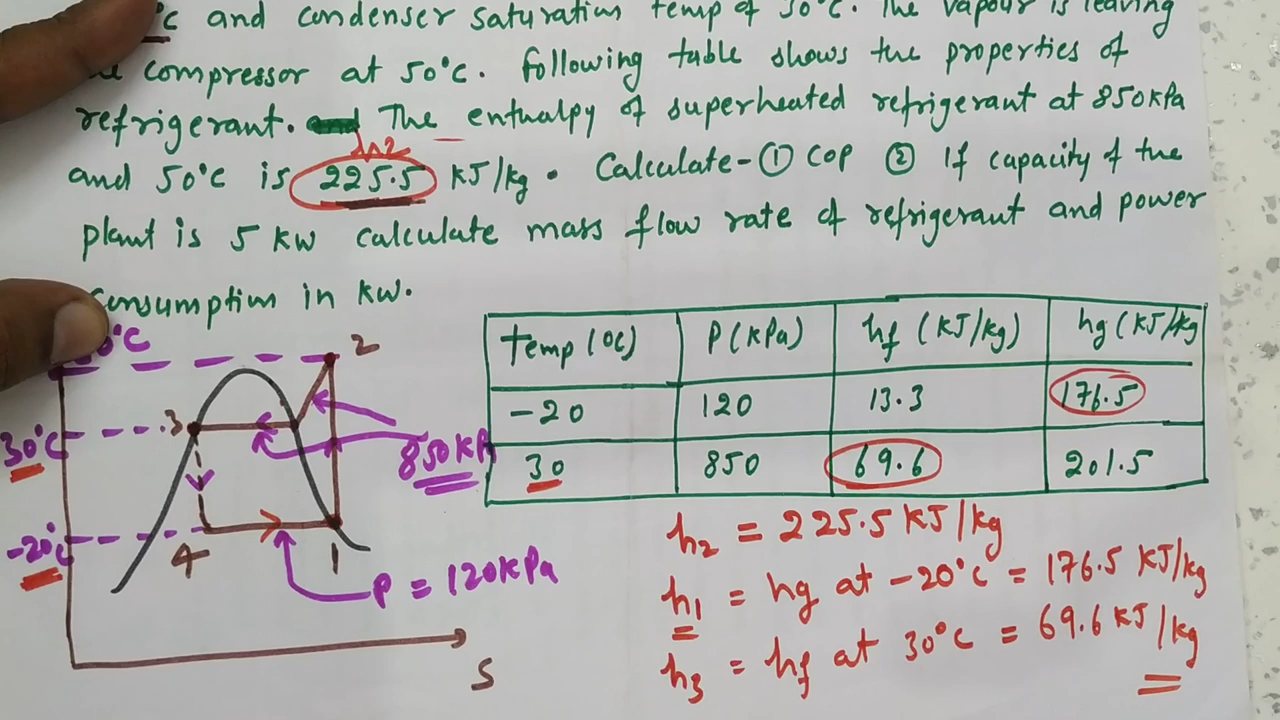 °C and condenser saturation temp of 30°C. The vapour is leaving
compressor at 50°C. Following table shows the properties of
refrigerant. The enthalpy of superheated refrigerant at 850kPa
h2
and 50°C is 225.5 KJ/kg. Calculate- ① COP ② If capacity of the
plant is 5 KW calculate mass flow rate of refrigerant and power
consumption in KW.
temp (0C) P(KPa) hf (KJ/kg) hg (KJ/kg
-20 120 13.3 176.5
30 850 69.6 201.5
0°C
2
3
30°C
850KP
-20°C
4
1
P = 120KPa
S
h2 = 225.5 KJ/kg
h1 = hg at -20°C = 176.5 KJ/kg
h3 = hf at 30°C = 69.6 KJ/kg